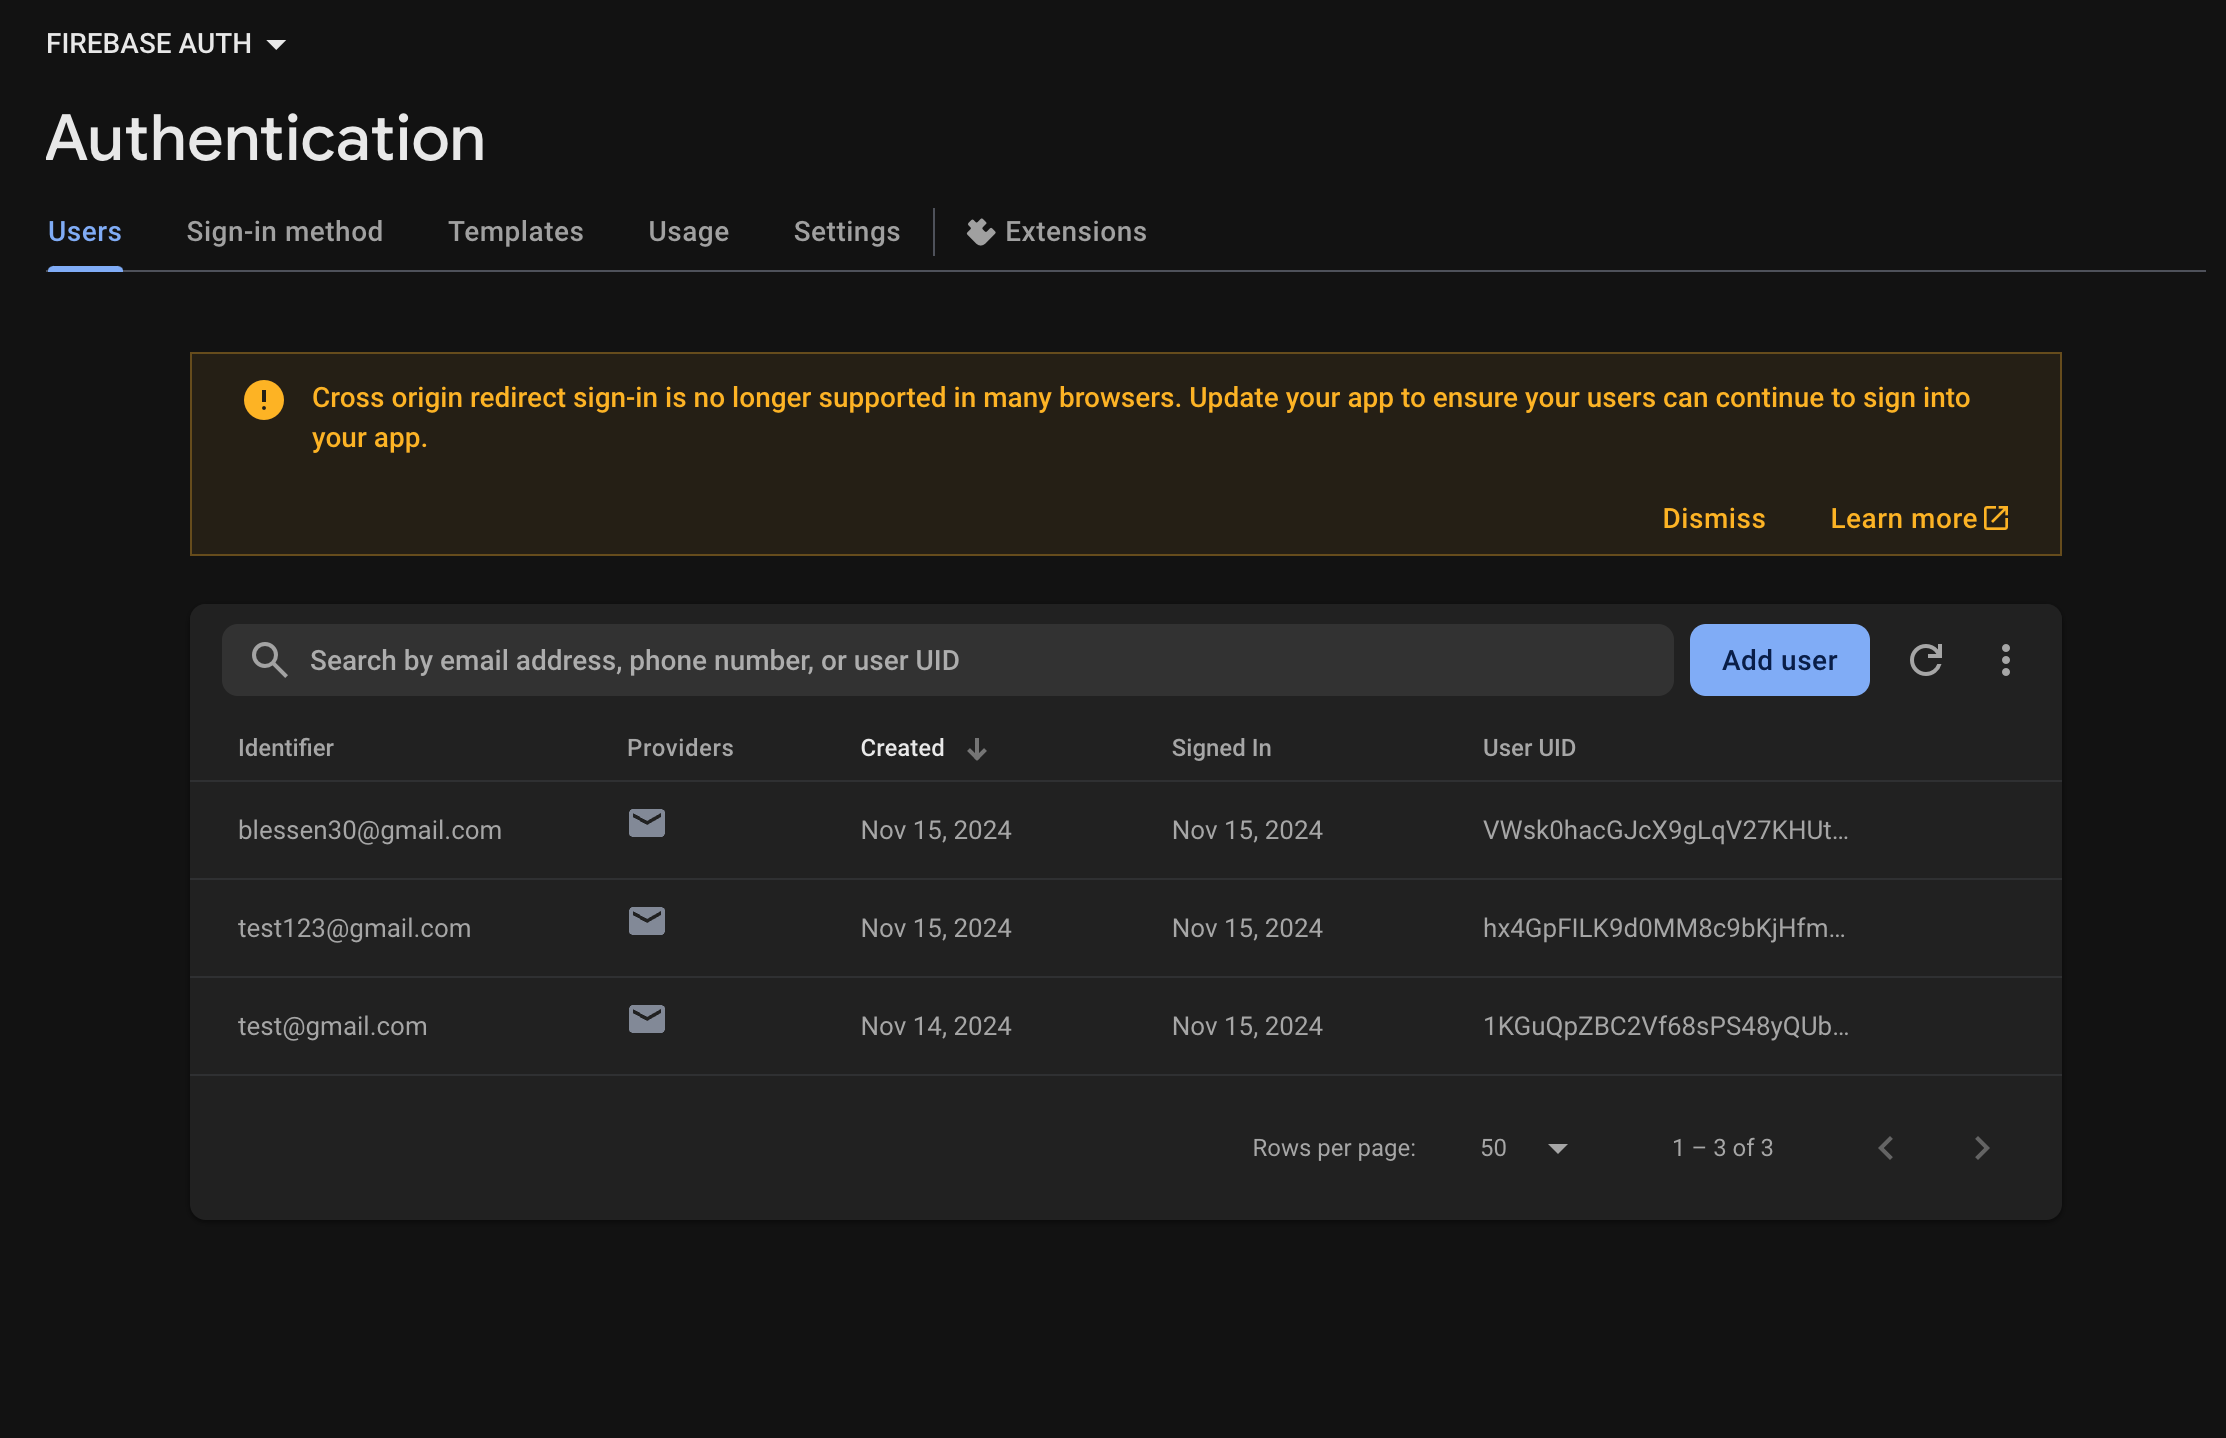 FIREBASE AUTH
Authentication
Users Sign-in method Templates Usage Settings Extensions
Cross origin redirect sign-in is no longer supported in many browsers. Update your app to ensure your users can continue to sign into
your app.
Dismiss Learn more
Search by email address, phone number, or user UID Add user
Identifier Providers Created Signed In User UID
blessen30@gmail.com Nov 15, 2024 Nov 15, 2024 VWsk0hacGJcX9gLqV27KHUt...
test123@gmail.com Nov 15, 2024 Nov 15, 2024 hx4GpFILK9d0MM8c9bKjHfm...
test@gmail.com Nov 14, 2024 Nov 15, 2024 1KGuQpZBC2Vf68sPS48yQUb...
Rows per page: 50 1 – 3 of 3